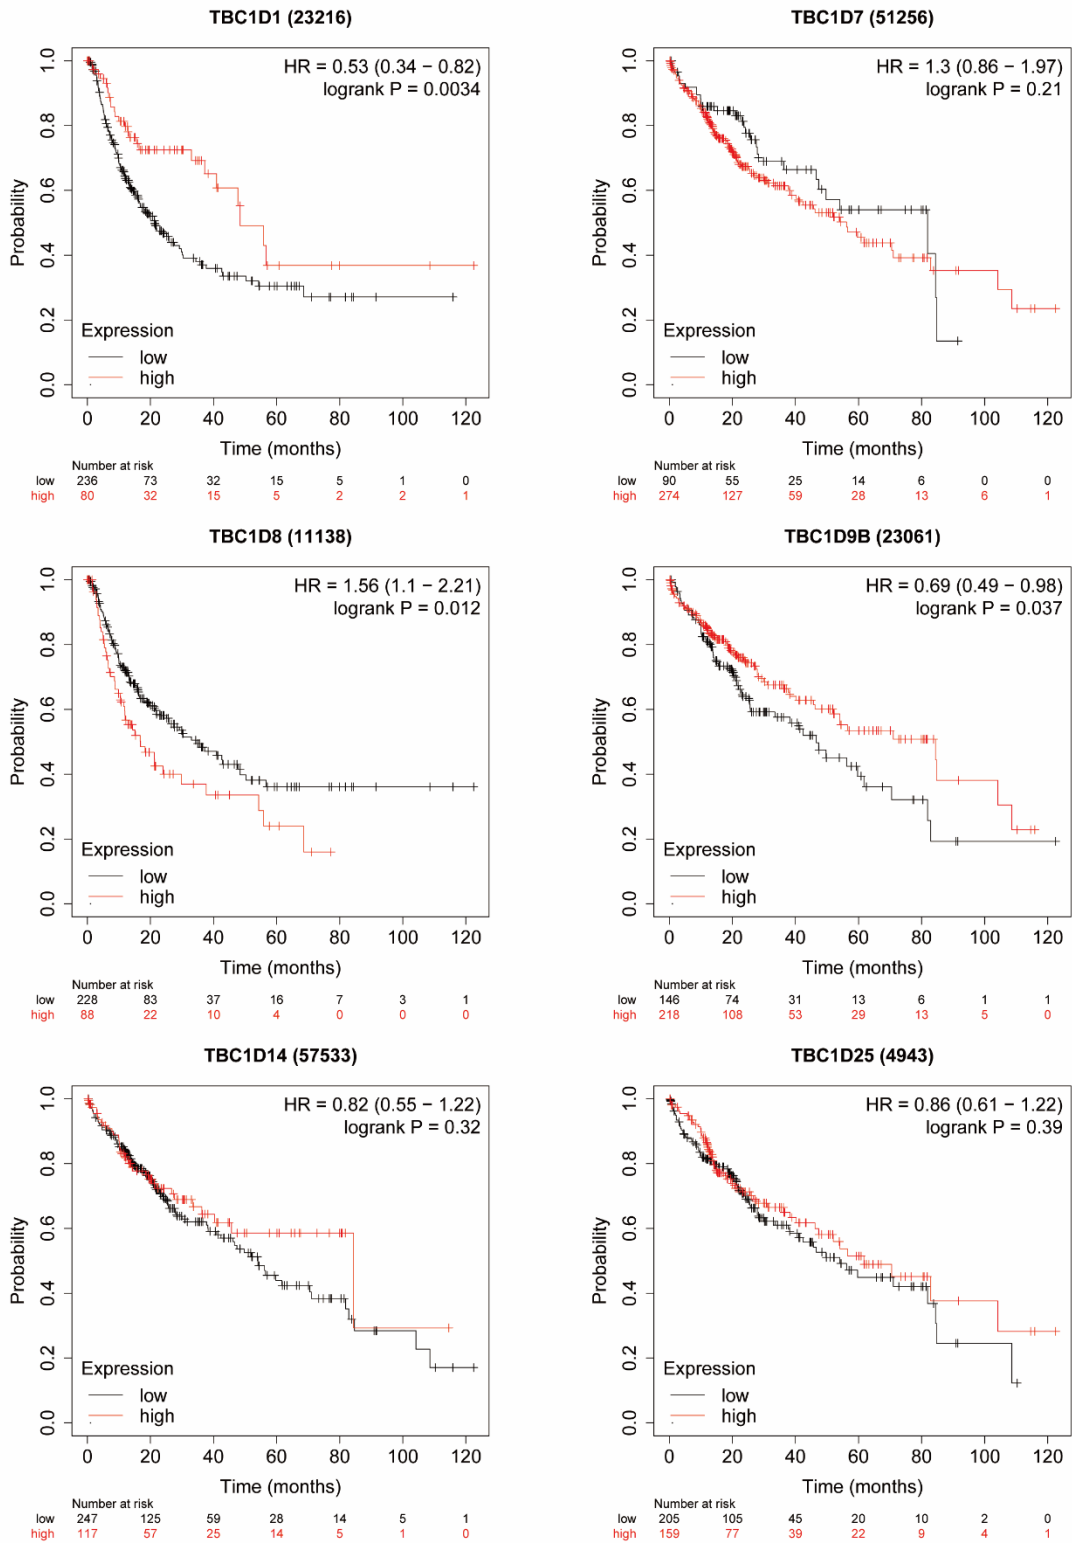 TBC1D1 (23216)
HR = 0.53 (0.34 − 0.82)
logrank P = 0.0034
Probability
0.0 0.2 0.4 0.6 0.8 1.0
Expression
low
high
0 20 40 60 80 100 120
Time (months)
Number at risk
low 236 73 32 15 5 1 0
high 80 32 15 5 2 2 1
TBC1D7 (51256)
HR = 1.3 (0.86 − 1.97)
logrank P = 0.21
Probability
0.0 0.2 0.4 0.6 0.8 1.0
Expression
low
high
0 20 40 60 80 100 120
Time (months)
Number at risk
low 90 55 25 14 6 0 0
high 274 127 59 28 13 6 1
TBC1D8 (11138)
HR = 1.56 (1.1 − 2.21)
logrank P = 0.012
Probability
0.0 0.2 0.4 0.6 0.8 1.0
Expression
low
high
0 20 40 60 80 100 120
Time (months)
Number at risk
low 228 83 37 16 7 3 1
high 88 22 10 4 0 0 0
TBC1D9B (23061)
HR = 0.69 (0.49 − 0.98)
logrank P = 0.037
Probability
0.0 0.2 0.4 0.6 0.8 1.0
Expression
low
high
0 20 40 60 80 100 120
Time (months)
Number at risk
low 146 74 31 13 6 1 1
high 218 108 53 29 13 5 0
TBC1D14 (57533)
HR = 0.82 (0.55 − 1.22)
logrank P = 0.32
Probability
0.0 0.2 0.4 0.6 0.8 1.0
Expression
low
high
0 20 40 60 80 100 120
Time (months)
Number at risk
low 247 125 59 28 14 5 1
high 117 57 25 14 5 1 0
TBC1D25 (4943)
HR = 0.86 (0.61 − 1.22)
logrank P = 0.39
Probability
0.0 0.2 0.4 0.6 0.8 1.0
Expression
low
high
0 20 40 60 80 100 120
Time (months)
Number at risk
low 205 105 45 20 10 2 0
high 159 77 39 22 9 4 1